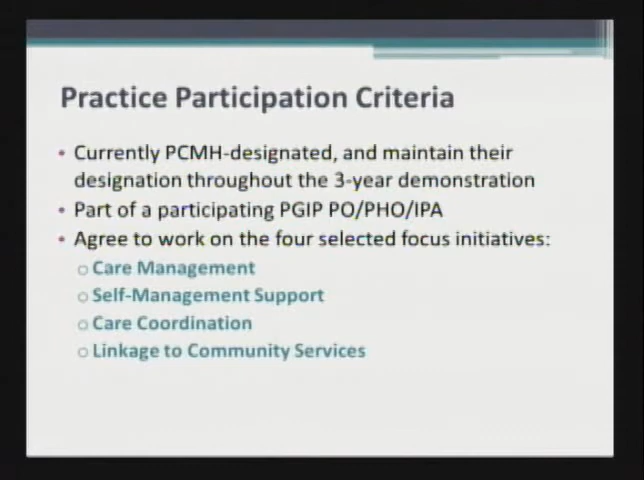 Practice Participation Criteria
• Currently PCMH-designated, and maintain their
designation throughout the 3-year demonstration
• Part of a participating PGIP PO/PHO/IPA
• Agree to work on the four selected focus initiatives:
o Care Management
o Self-Management Support
o Care Coordination
o Linkage to Community Services